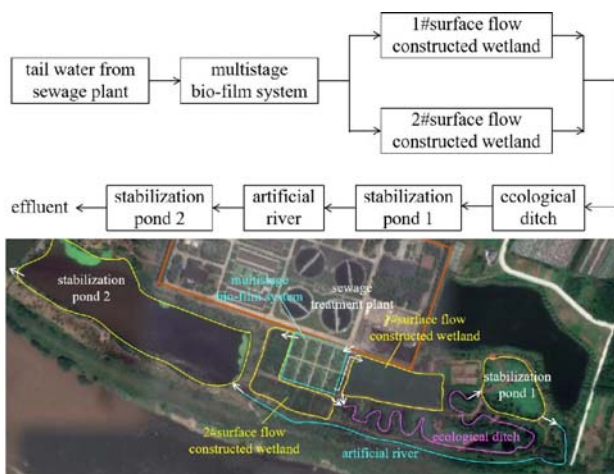 1#surface flow
constructed wetland
tail water from
sewage plant
multistage
bio-film system
2#surface flow
constructed wetland
effluent
stabilization
pond 2
artificial
river
stabilization
pond 1
ecological
ditch
stabilization
pond 2
multistage
bio-film system
sewage
treatment plant
1#surface flow
constructed wetland
stabilization
pond 1
2#surface flow
constructed wetland
ecological ditch
artificial river